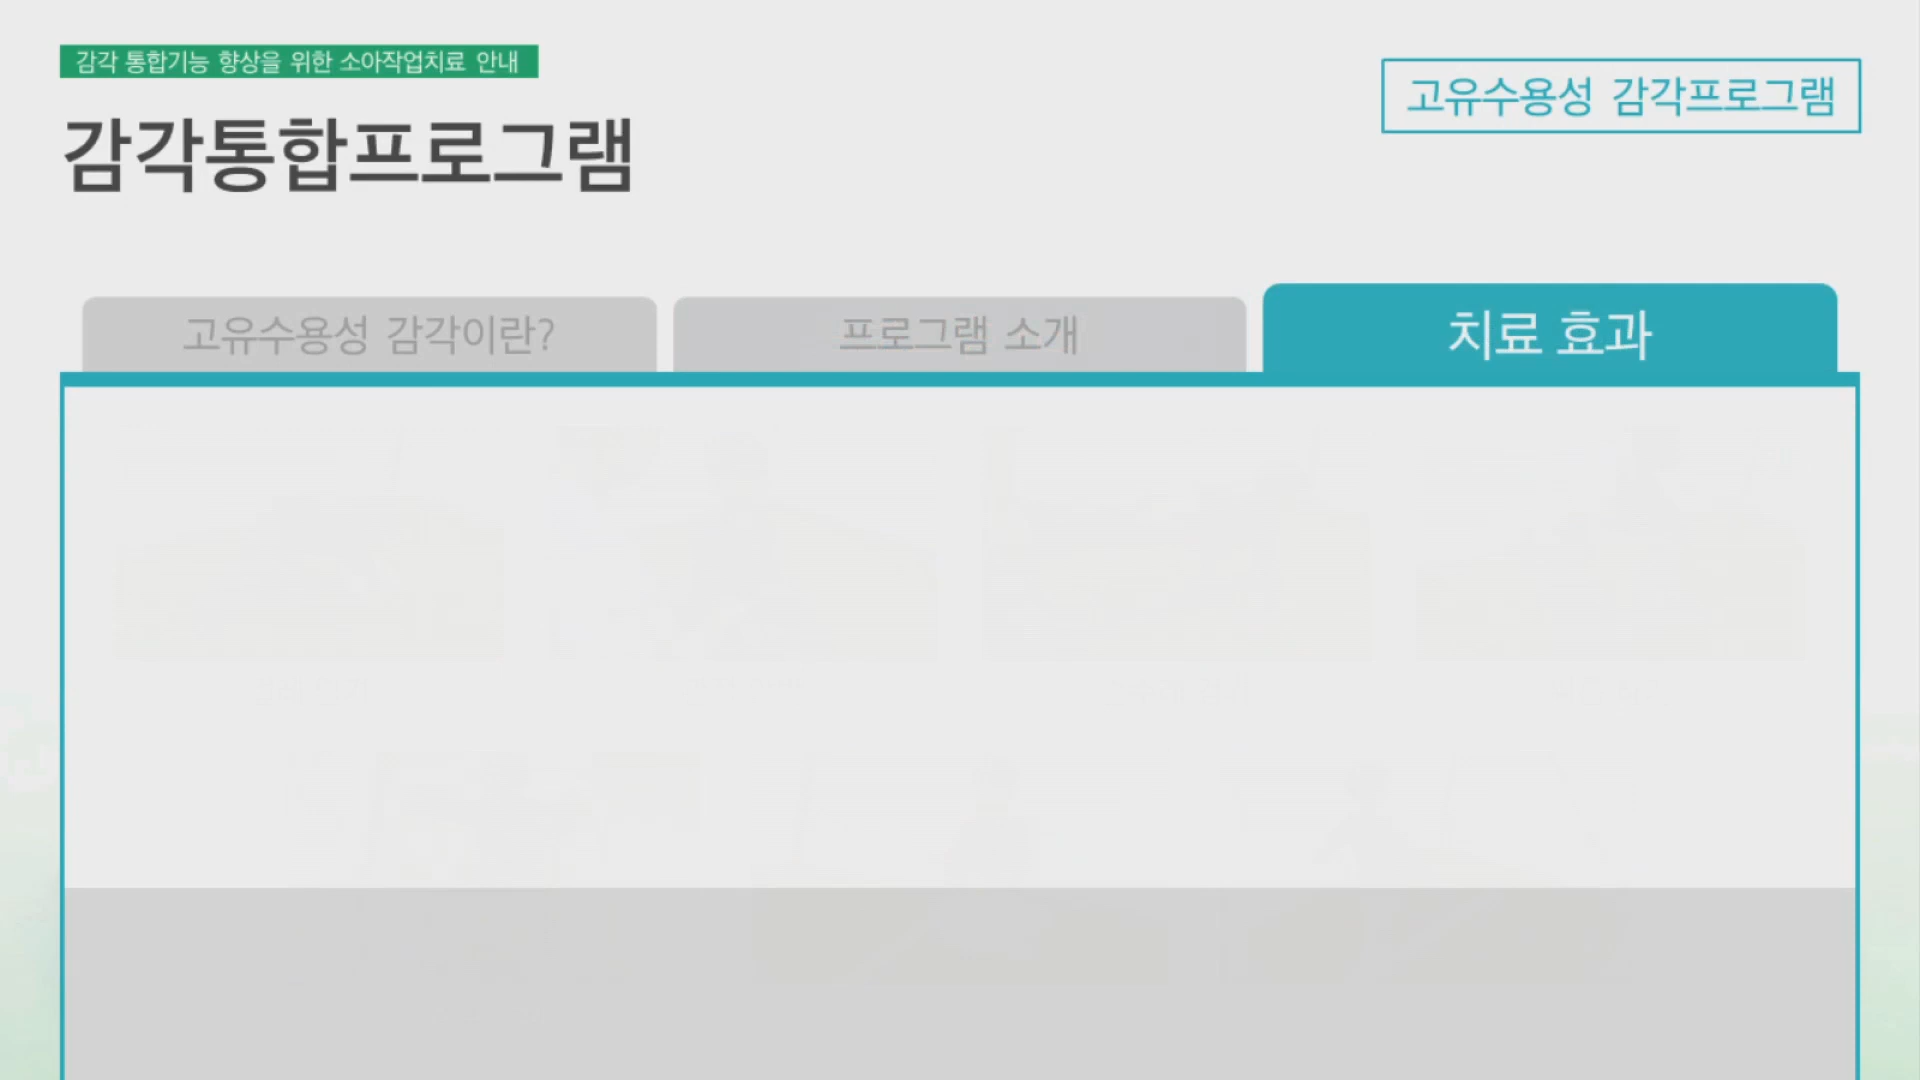 감각 통합기능 향상을 위한 소아작업치료 안내
고유수용성 감각프로그램
감각통합프로그램
고유수용성 감각이란?
프로그램 소개
치료 효과